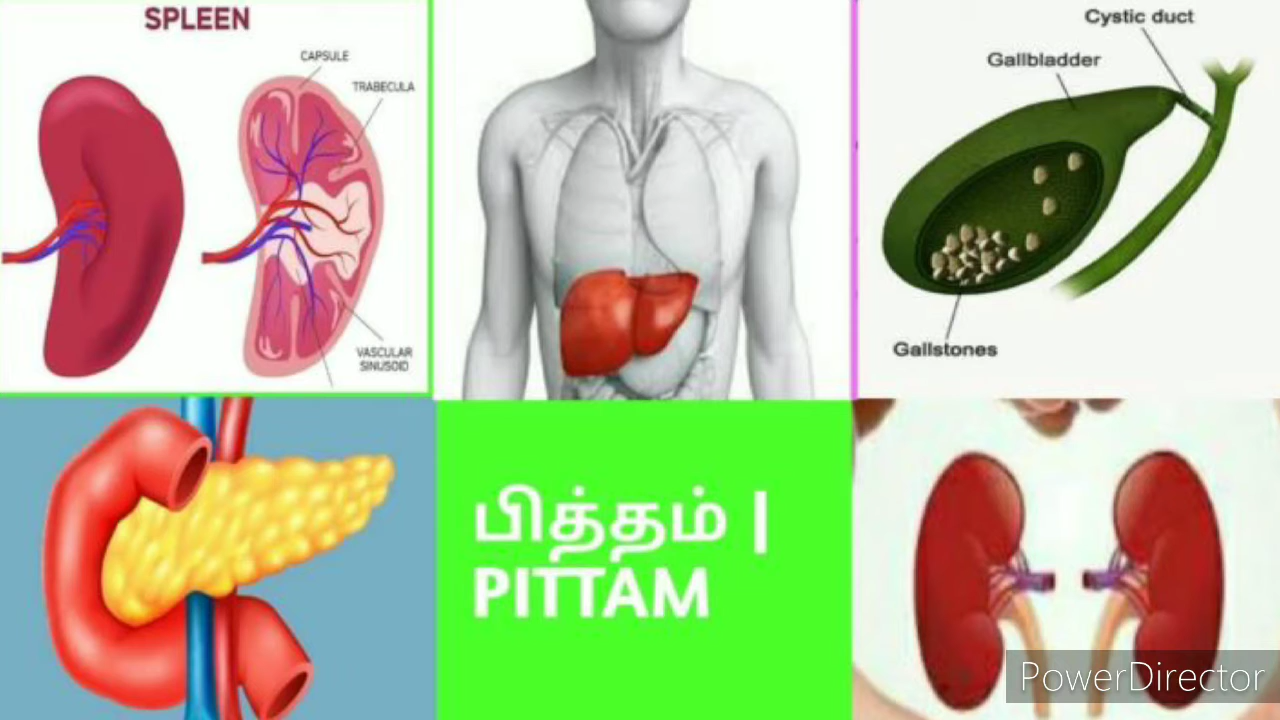 SPLEEN
CAPSULE
TRABECULA
VASCULAR
SINUSOID
Cystic duct
Gallbladder
Gallstones
பித்தம் |
PITTAM
PowerDirector